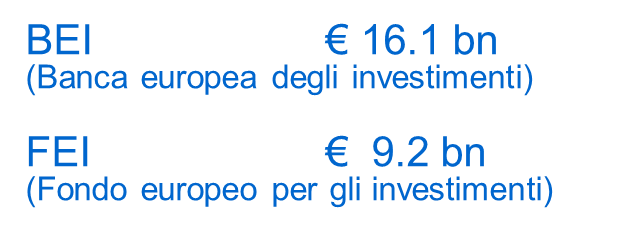 BEI € 16.1 bn
(Banca europea degli investimenti)
FEI € 9.2 bn
(Fondo europeo per gli investimenti)